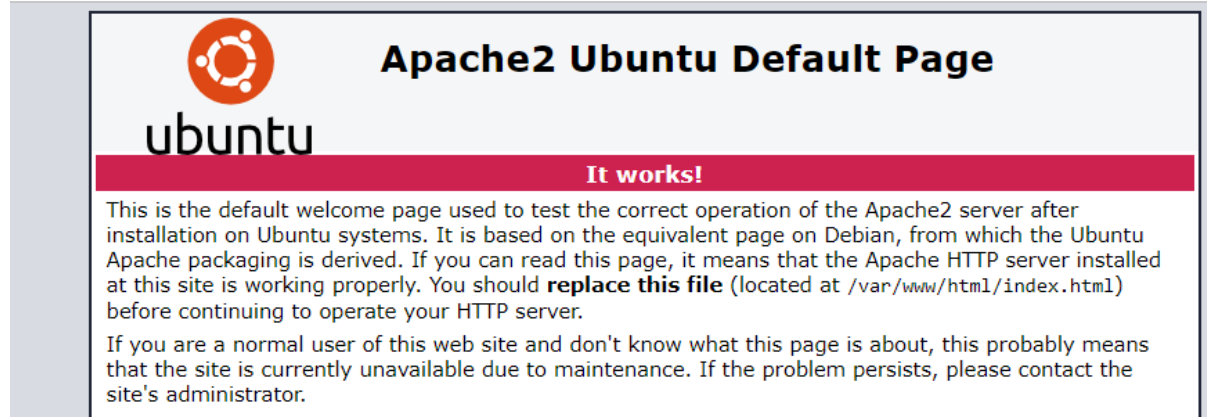 Apache2 Ubuntu Default Page
ubuntu
It works!
This is the default welcome page used to test the correct operation of the Apache2 server after
installation on Ubuntu systems. It is based on the equivalent page on Debian, from which the Ubuntu
Apache packaging is derived. If you can read this page, it means that the Apache HTTP server installed
at this site is working properly. You should replace this file (located at /var/www/html/index.html)
before continuing to operate your HTTP server.
If you are a normal user of this web site and don't know what this page is about, this probably means
that the site is currently unavailable due to maintenance. If the problem persists, please contact the
site's administrator.